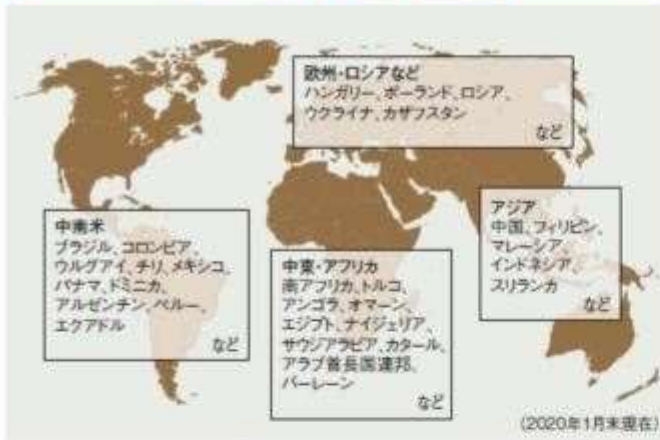 欧州・ロシアなど
ハンガリー、ポーランド、ロシア、
ウクライナ、カザフスタン
など
中南米
ブラジル、コロンビア、
ウルグアイ、チリ、メキシコ、
パナマ、ドミニカ、
アルゼンチン、ペルー、
エクアドル
など
中東・アフリカ
南アフリカ、トルコ、
アンゴラ、オマーン、
エジプト、ナイジェリア、
サウジアラビア、カタール、
アラブ首長国連邦、
バーレーン
など
アジア
中国、フィリピン、
マレーシア、
インドネシア、
スリランカ
など
(2020年1月末現在)